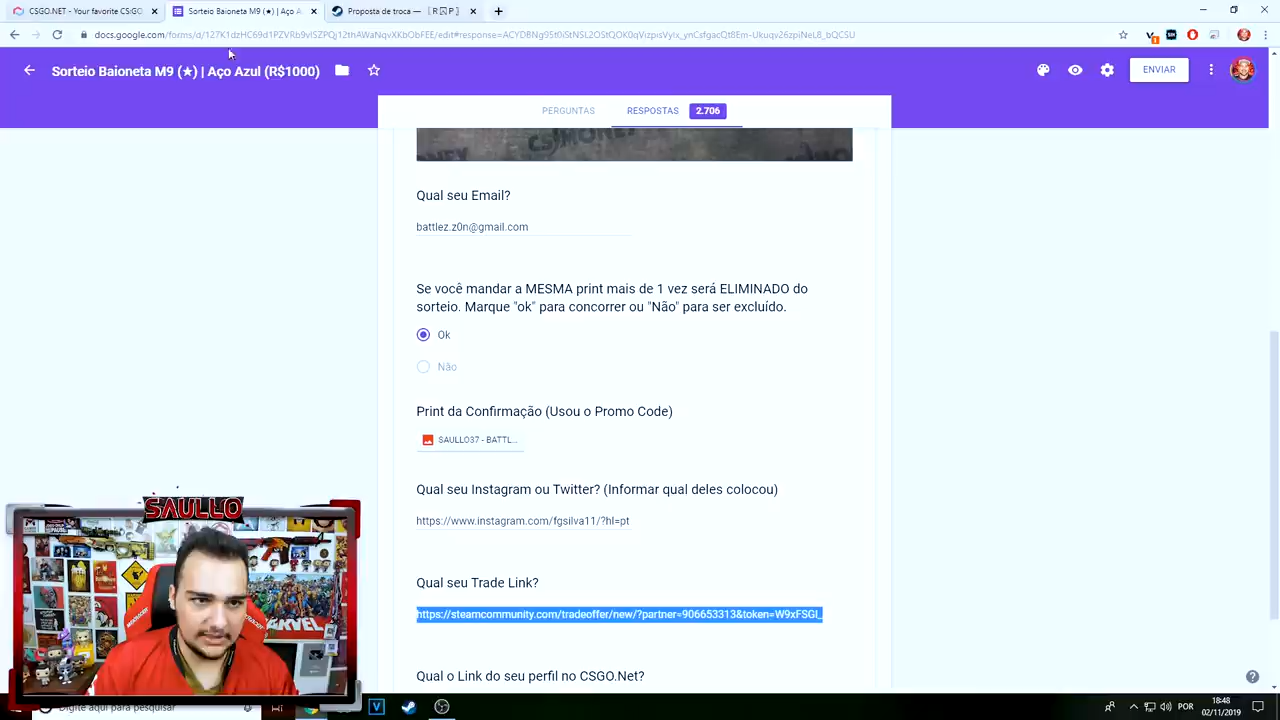 CSGO.NET - Your favorite CS:GO
Sorteio Baioneta M9 (★) | Aço A
Proposta de troca — 〔R Σ P〕
Sorteio Baioneta M9 (★) | Aço Azul (R$1000)
ENVIAR
PERGUNTAS
RESPOSTAS
2.706
CS.MONEY
Qual seu Email?
battlez.z0n@gmail.com
Se você mandar a MESMA print mais de 1 vez será ELIMINADO do
sorteio. Marque "ok" para concorrer ou "Não" para ser excluído.
Ok
Não
Print da Confirmação (Usou o Promo Code)
SAULLO37 - BATTL...
Qual seu Instagram ou Twitter? (Informar qual deles colocou)
https://www.instagram.com/fgsilva11/?hl=pt
Qual seu Trade Link?
https://steamcommunity.com/tradeoffer/new/?partner=906653313&token=W9xFSGI_
Qual o Link do seu perfil no CSGO.Net?
SAULLO
MARVEL
Digite aqui para pesquisar
POR
18:48
02/11/2019